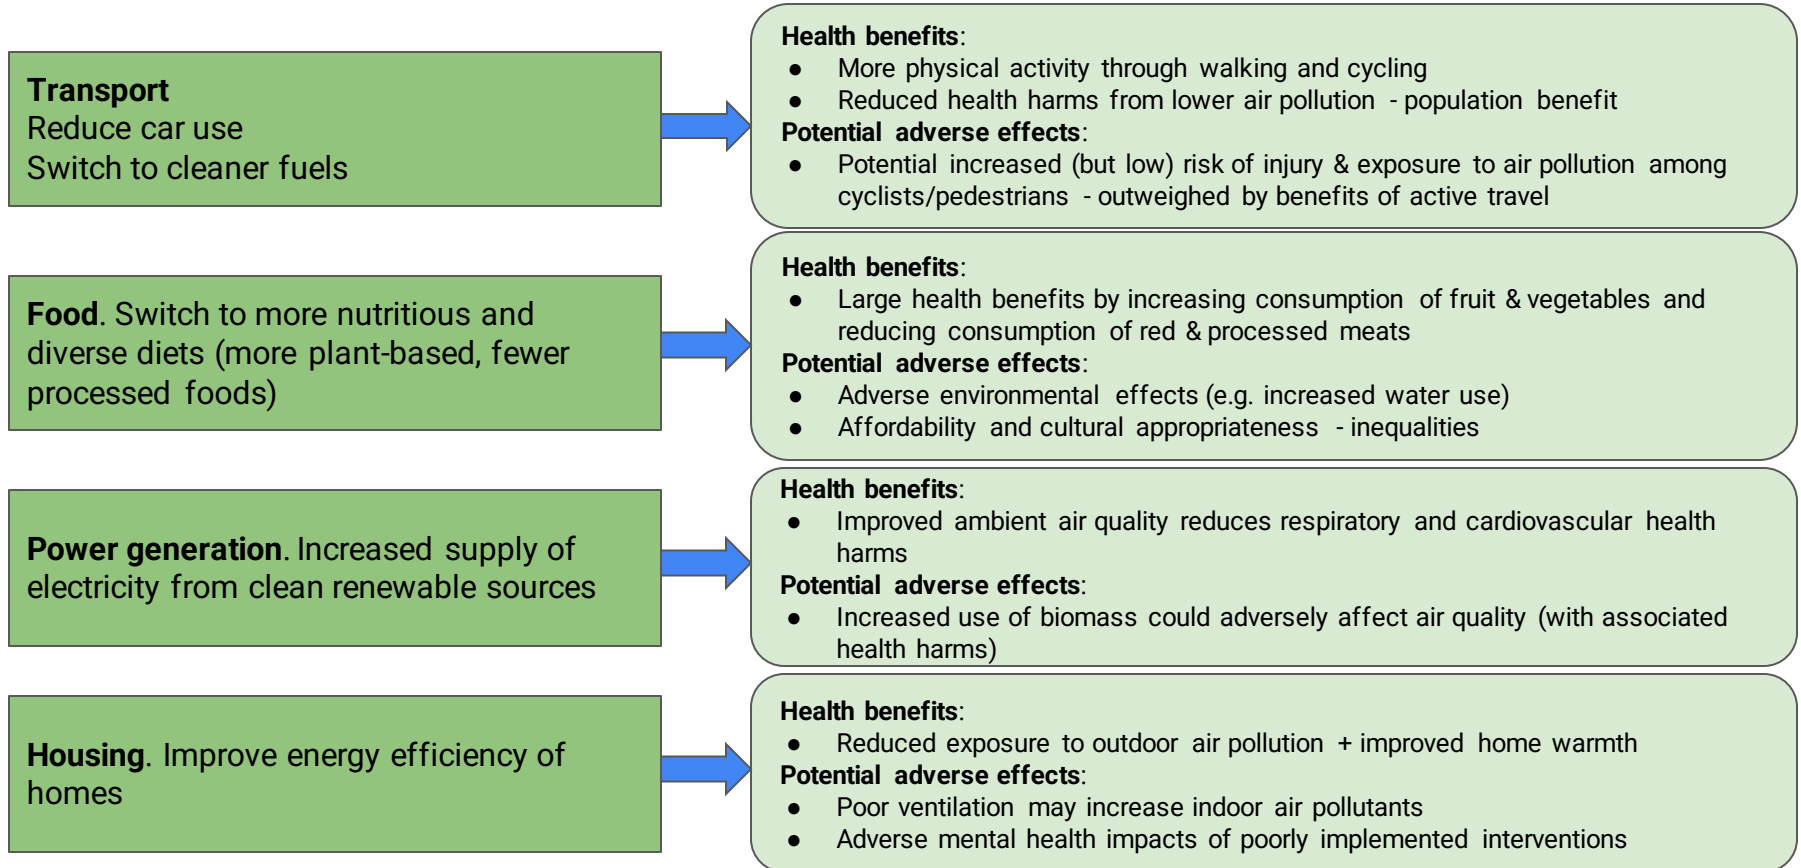 Transport
Reduce car use
Switch to cleaner fuels
Health benefits:
● More physical activity through walking and cycling
● Reduced health harms from lower air pollution - population benefit
Potential adverse effects:
● Potential increased (but low) risk of injury & exposure to air pollution among
cyclists/pedestrians - outweighed by benefits of active travel
Food. Switch to more nutritious and
diverse diets (more plant-based, fewer
processed foods)
Health benefits:
● Large health benefits by increasing consumption of fruit & vegetables and
reducing consumption of red & processed meats
Potential adverse effects:
● Adverse environmental effects (e.g. increased water use)
● Affordability and cultural appropriateness - inequalities
Power generation. Increased supply of
electricity from clean renewable sources
Health benefits:
● Improved ambient air quality reduces respiratory and cardiovascular health
harms
Potential adverse effects:
● Increased use of biomass could adversely affect air quality (with associated
health harms)
Housing. Improve energy efficiency of
homes
Health benefits:
● Reduced exposure to outdoor air pollution + improved home warmth
Potential adverse effects:
● Poor ventilation may increase indoor air pollutants
● Adverse mental health impacts of poorly implemented interventions